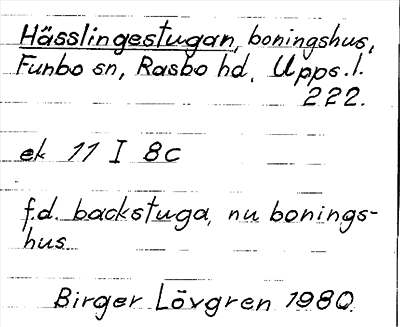 Hässlingestugan, boningshus,
Funbo sn, Rasbo hd, Upps.l.
222.
ek 11 I 8c
f.d. backstuga, nu bonings-
hus
Birger Lövgren 1980.